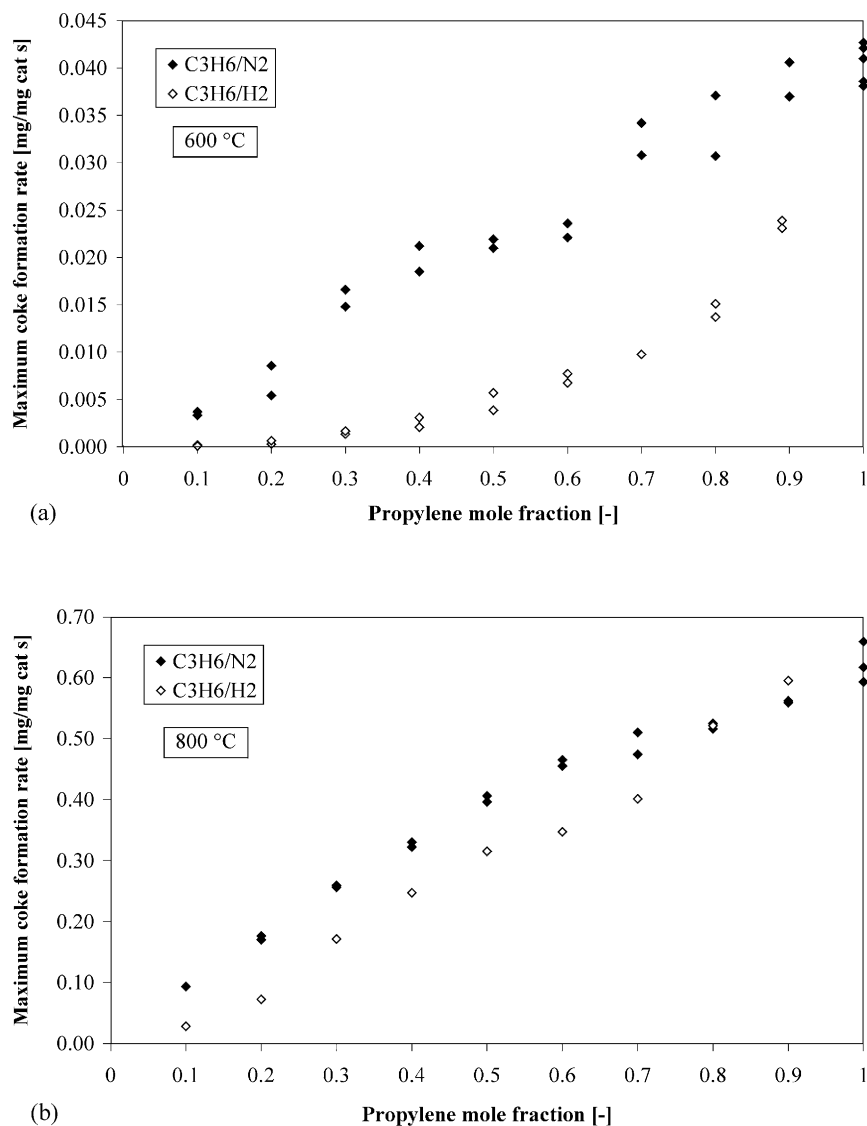 0.045
0.040
0.035
0.030
0.025
0.020
0.015
0.010
0.005
0.000
Maximum coke formation rate [mg/mg cat s]
C3H6/N2
C3H6/H2
600 °C
0 0.1 0.2 0.3 0.4 0.5 0.6 0.7 0.8 0.9 1
Propylene mole fraction [-]
(a)
0.70
0.60
0.50
0.40
0.30
0.20
0.10
0.00
Maximum coke formation rate [mg/mg cat s]
C3H6/N2
C3H6/H2
800 °C
0 0.1 0.2 0.3 0.4 0.5 0.6 0.7 0.8 0.9 1
Propylene mole fraction [-]
(b)